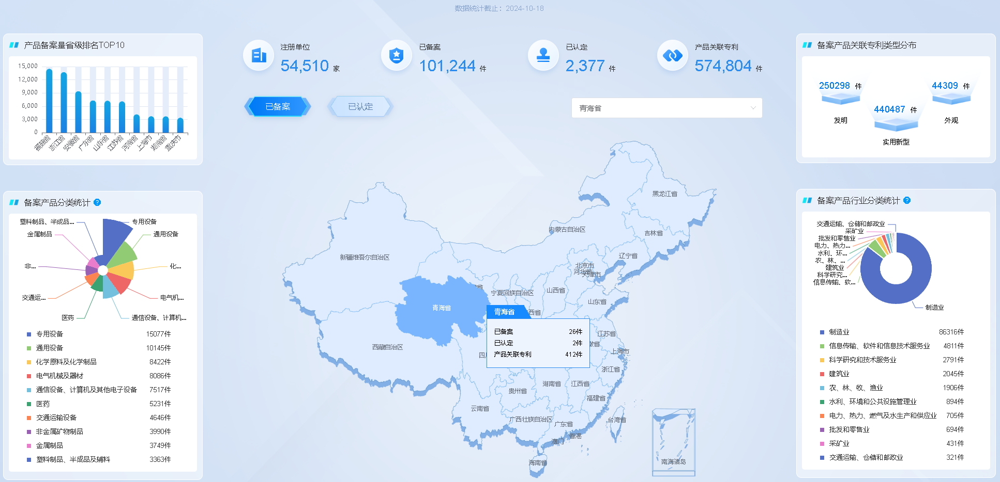 数据统计截止：2024-10-18
产品备案量省级排名TOP10
15,000
12,000
9,000
6,000
3,000
0
福建省
浙江省
安徽省
广东省
山东省
江苏省
河南省
上海市
湖南省
重庆市
备案产品分类统计 ?
塑料制品、半成品...
专用设备
金属制品
通用设备
非...
化...
交通运...
电气机...
医药
通信设备、计算机...
专用设备 15077件
通用设备 10145件
化学原料及化学制品 8422件
电气机械及器材 8086件
通信设备、计算机及其他电子设备 7517件
医药 5231件
交通运输设备 4646件
非金属矿物制品 3990件
金属制品 3749件
塑料制品、半成品及辅料 3363件
注册单位
54,510 家
已备案
101,244 件
已认定
2,377 件
产品关联专利
574,804 件
已备案
已认定
青海省
黑龙江省
内蒙古自治区
吉林省
新疆维吾尔自治区
辽宁省
北京市
河北省
天津市
省
宁夏回族自治区
山西省
山东省
青海省
西省
江苏省
徽省
西藏自治区
上海市
四川
浙江省
湖南省
江西省
贵州省
福建省
云南省
广西壮族自治区
广东省
台湾省
香港
澳门
海南省
南海诸岛
青海省
已备案 26件
已认定 2件
产品关联专利 412件
备案产品关联专利类型分布
250298 件
发明
440487 件
实用新型
44309 件
外观
备案产品行业分类统计 ?
交通运输、仓储和邮政业
采矿业
批发和零售业
电力、热力...
水利、环...
农、林、...
建筑业
科学研究...
信息传输、软...
制造业
制造业 86316件
信息传输、软件和信息技术服务业 4811件
科学研究和技术服务业 2791件
建筑业 2045件
农、林、牧、渔业 1906件
水利、环境和公共设施管理业 894件
电力、热力、燃气及水生产和供应业 705件
批发和零售业 694件
采矿业 431件
交通运输、仓储和邮政业 321件